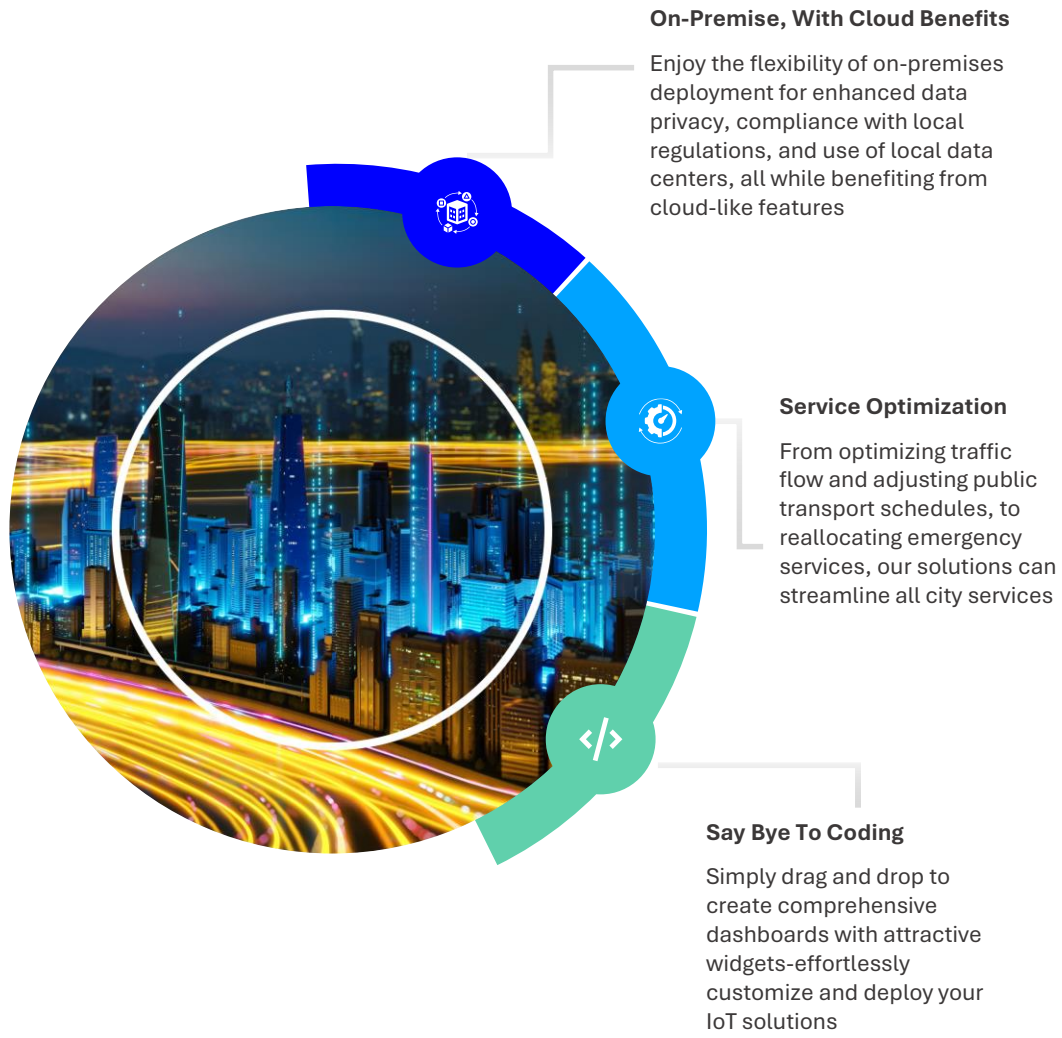 On-Premise, With Cloud Benefits
Enjoy the flexibility of on-premises
deployment for enhanced data
privacy, compliance with local
regulations, and use of local data
centers, all while benefiting from
cloud-like features
Service Optimization
From optimizing traffic
flow and adjusting public
transport schedules, to
reallocating emergency
services, our solutions can
streamline all city services
Say Bye To Coding
Simply drag and drop to
create comprehensive
dashboards with attractive
widgets-effortlessly
customize and deploy your
IoT solutions